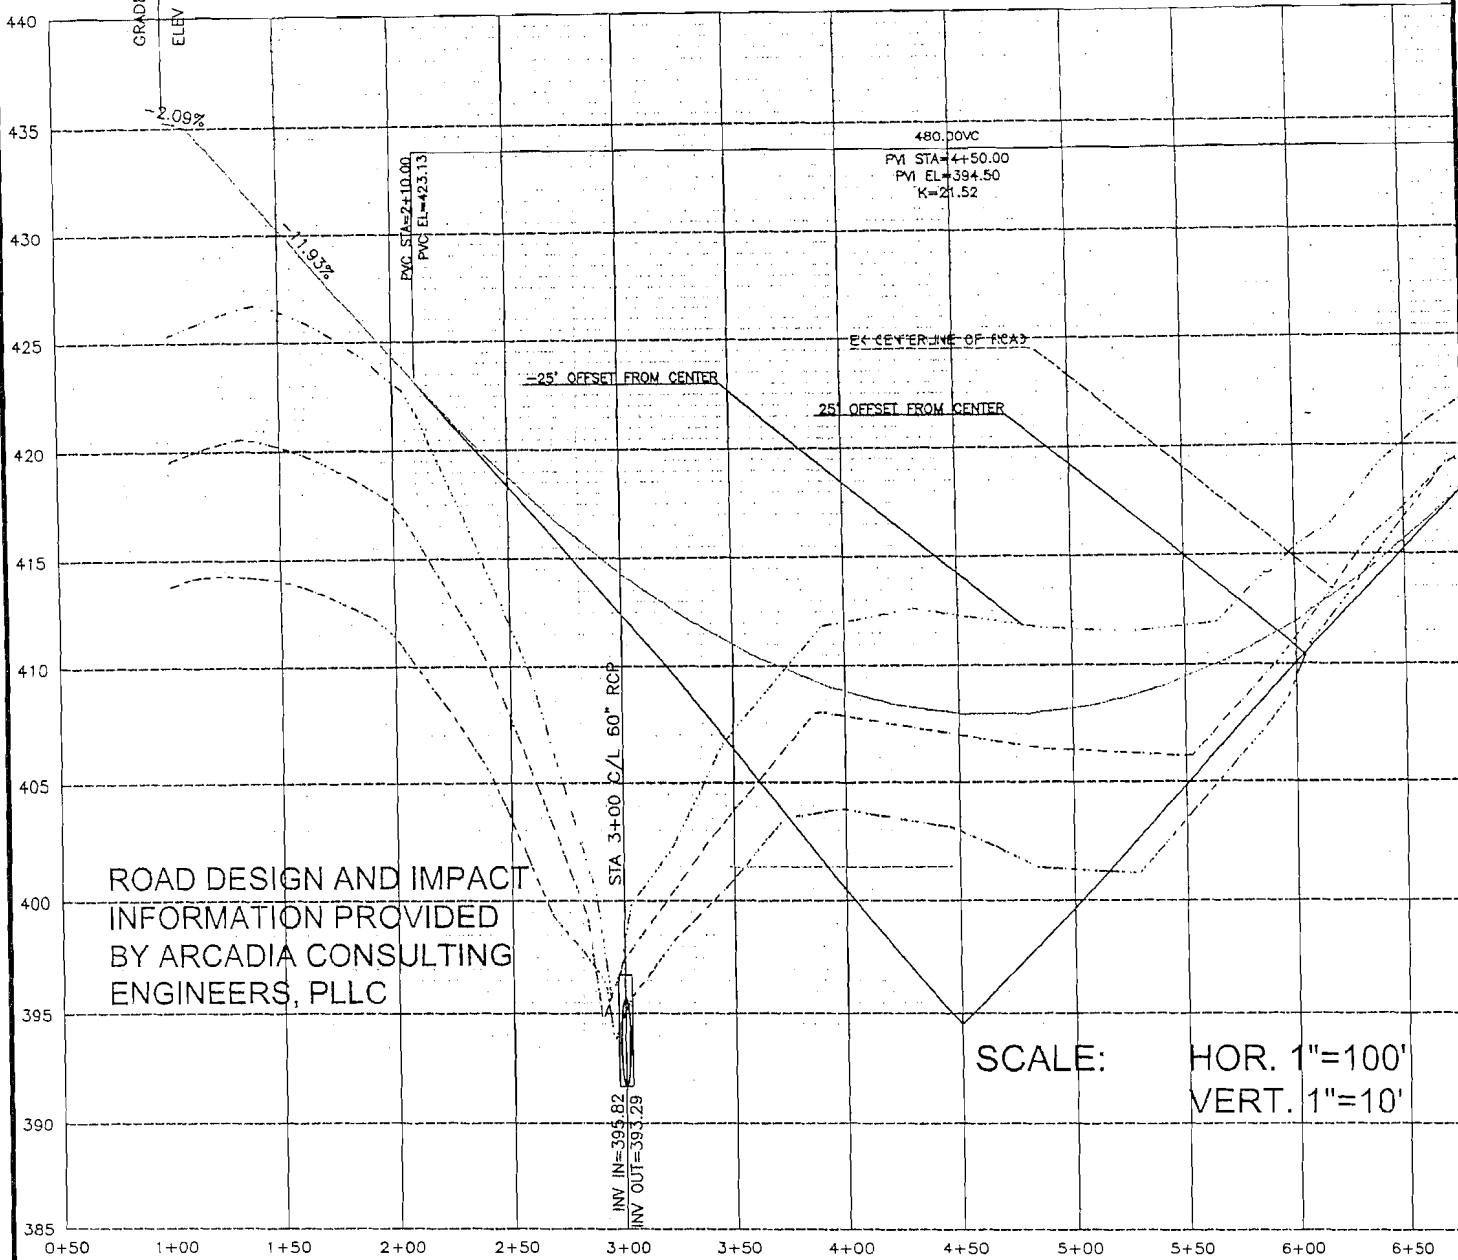 GRADE
ELEV
440
435
430
425
420
415
410
405
400
395
390
385
-2.09%
-11.93%
PVC STA=2+10.00
PVC EL=423.13
480.00VC
PVI STA=4+50.00
PVI EL=394.50
K=21.52
EX CENTERLINE OF ROAD
-25' OFFSET FROM CENTER
25' OFFSET FROM CENTER
STA 3+00 C/L 60" RCP
ROAD DESIGN AND IMPACT
INFORMATION PROVIDED
BY ARCADIA CONSULTING
ENGINEERS, PLLC
SCALE: HOR. 1"=100'
VERT. 1"=10'
INV IN=395.82
INV OUT=393.29
0+50 1+00 1+50 2+00 2+50 3+00 3+50 4+00 4+50 5+00 5+50 6+00 6+50